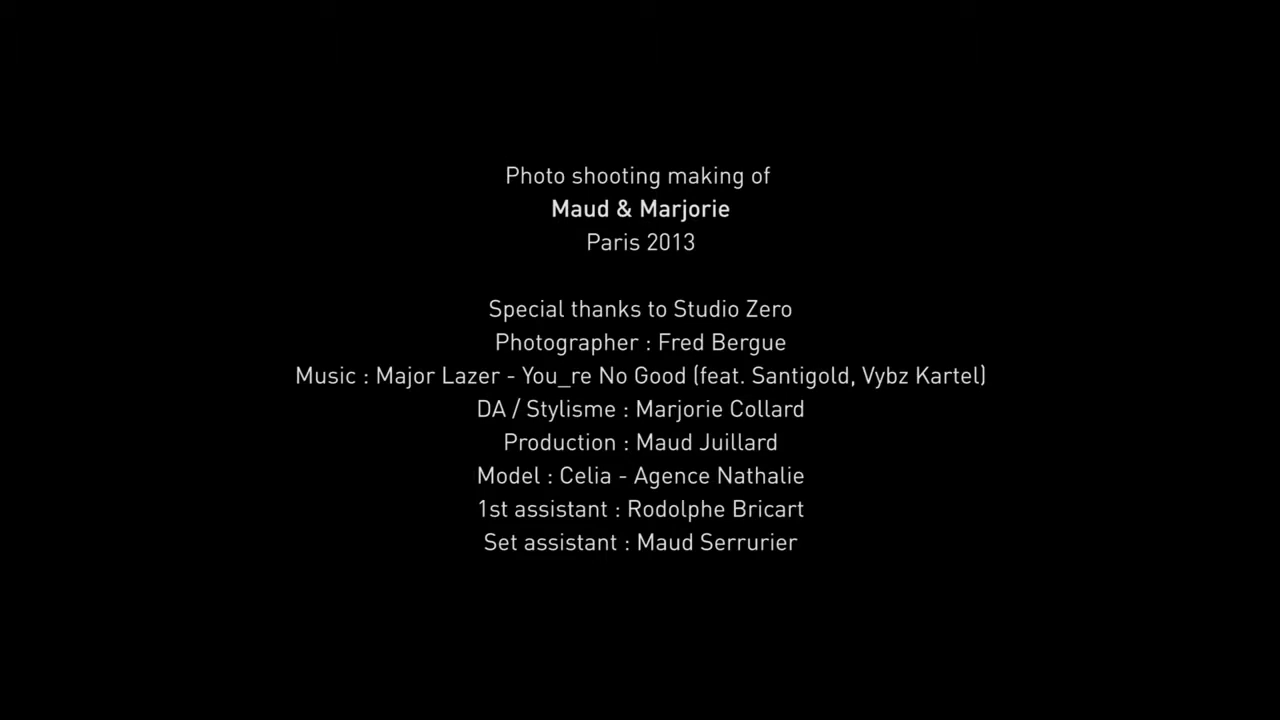 Photo shooting making of
Maud & Marjorie
Paris 2013
Special thanks to Studio Zero
Photographer : Fred Bergue
Music : Major Lazer - You_re No Good (feat. Santigold, Vybz Kartel)
DA / Stylisme : Marjorie Collard
Production : Maud Juillard
Model : Celia - Agence Nathalie
1st assistant : Rodolphe Bricart
Set assistant : Maud Serrurier